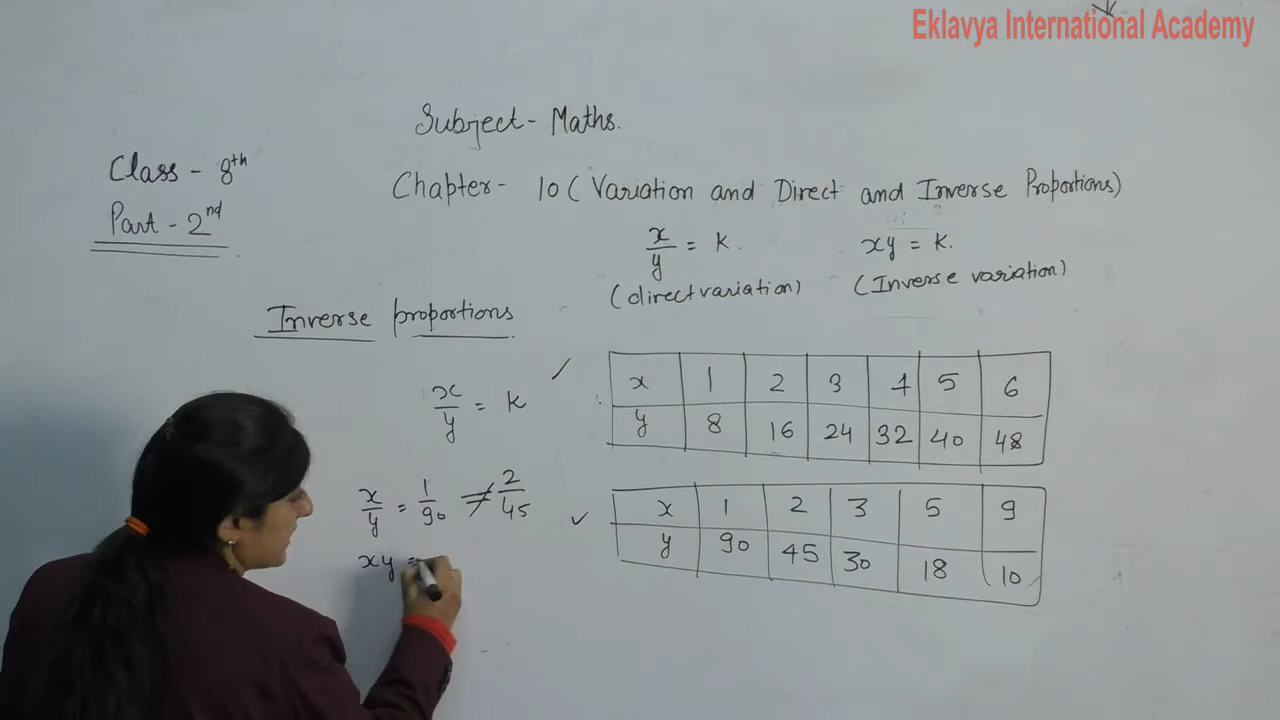 Eklavya International Academy
Subject - Maths.
Class - 8th
Chapter - 10 (Variation and Direct and Inverse Proportions)
Part - 2nd
x/y = K. xy = K.
(direct variation) (Inverse variation)
Inverse proportions
x/y = K
x 1 2 3 4 5 6
y 8 16 24 32 40 48
x/y = 1/90 ≠ 2/45
x 1 2 3 5 9
y 90 45 30 18 10
xy =